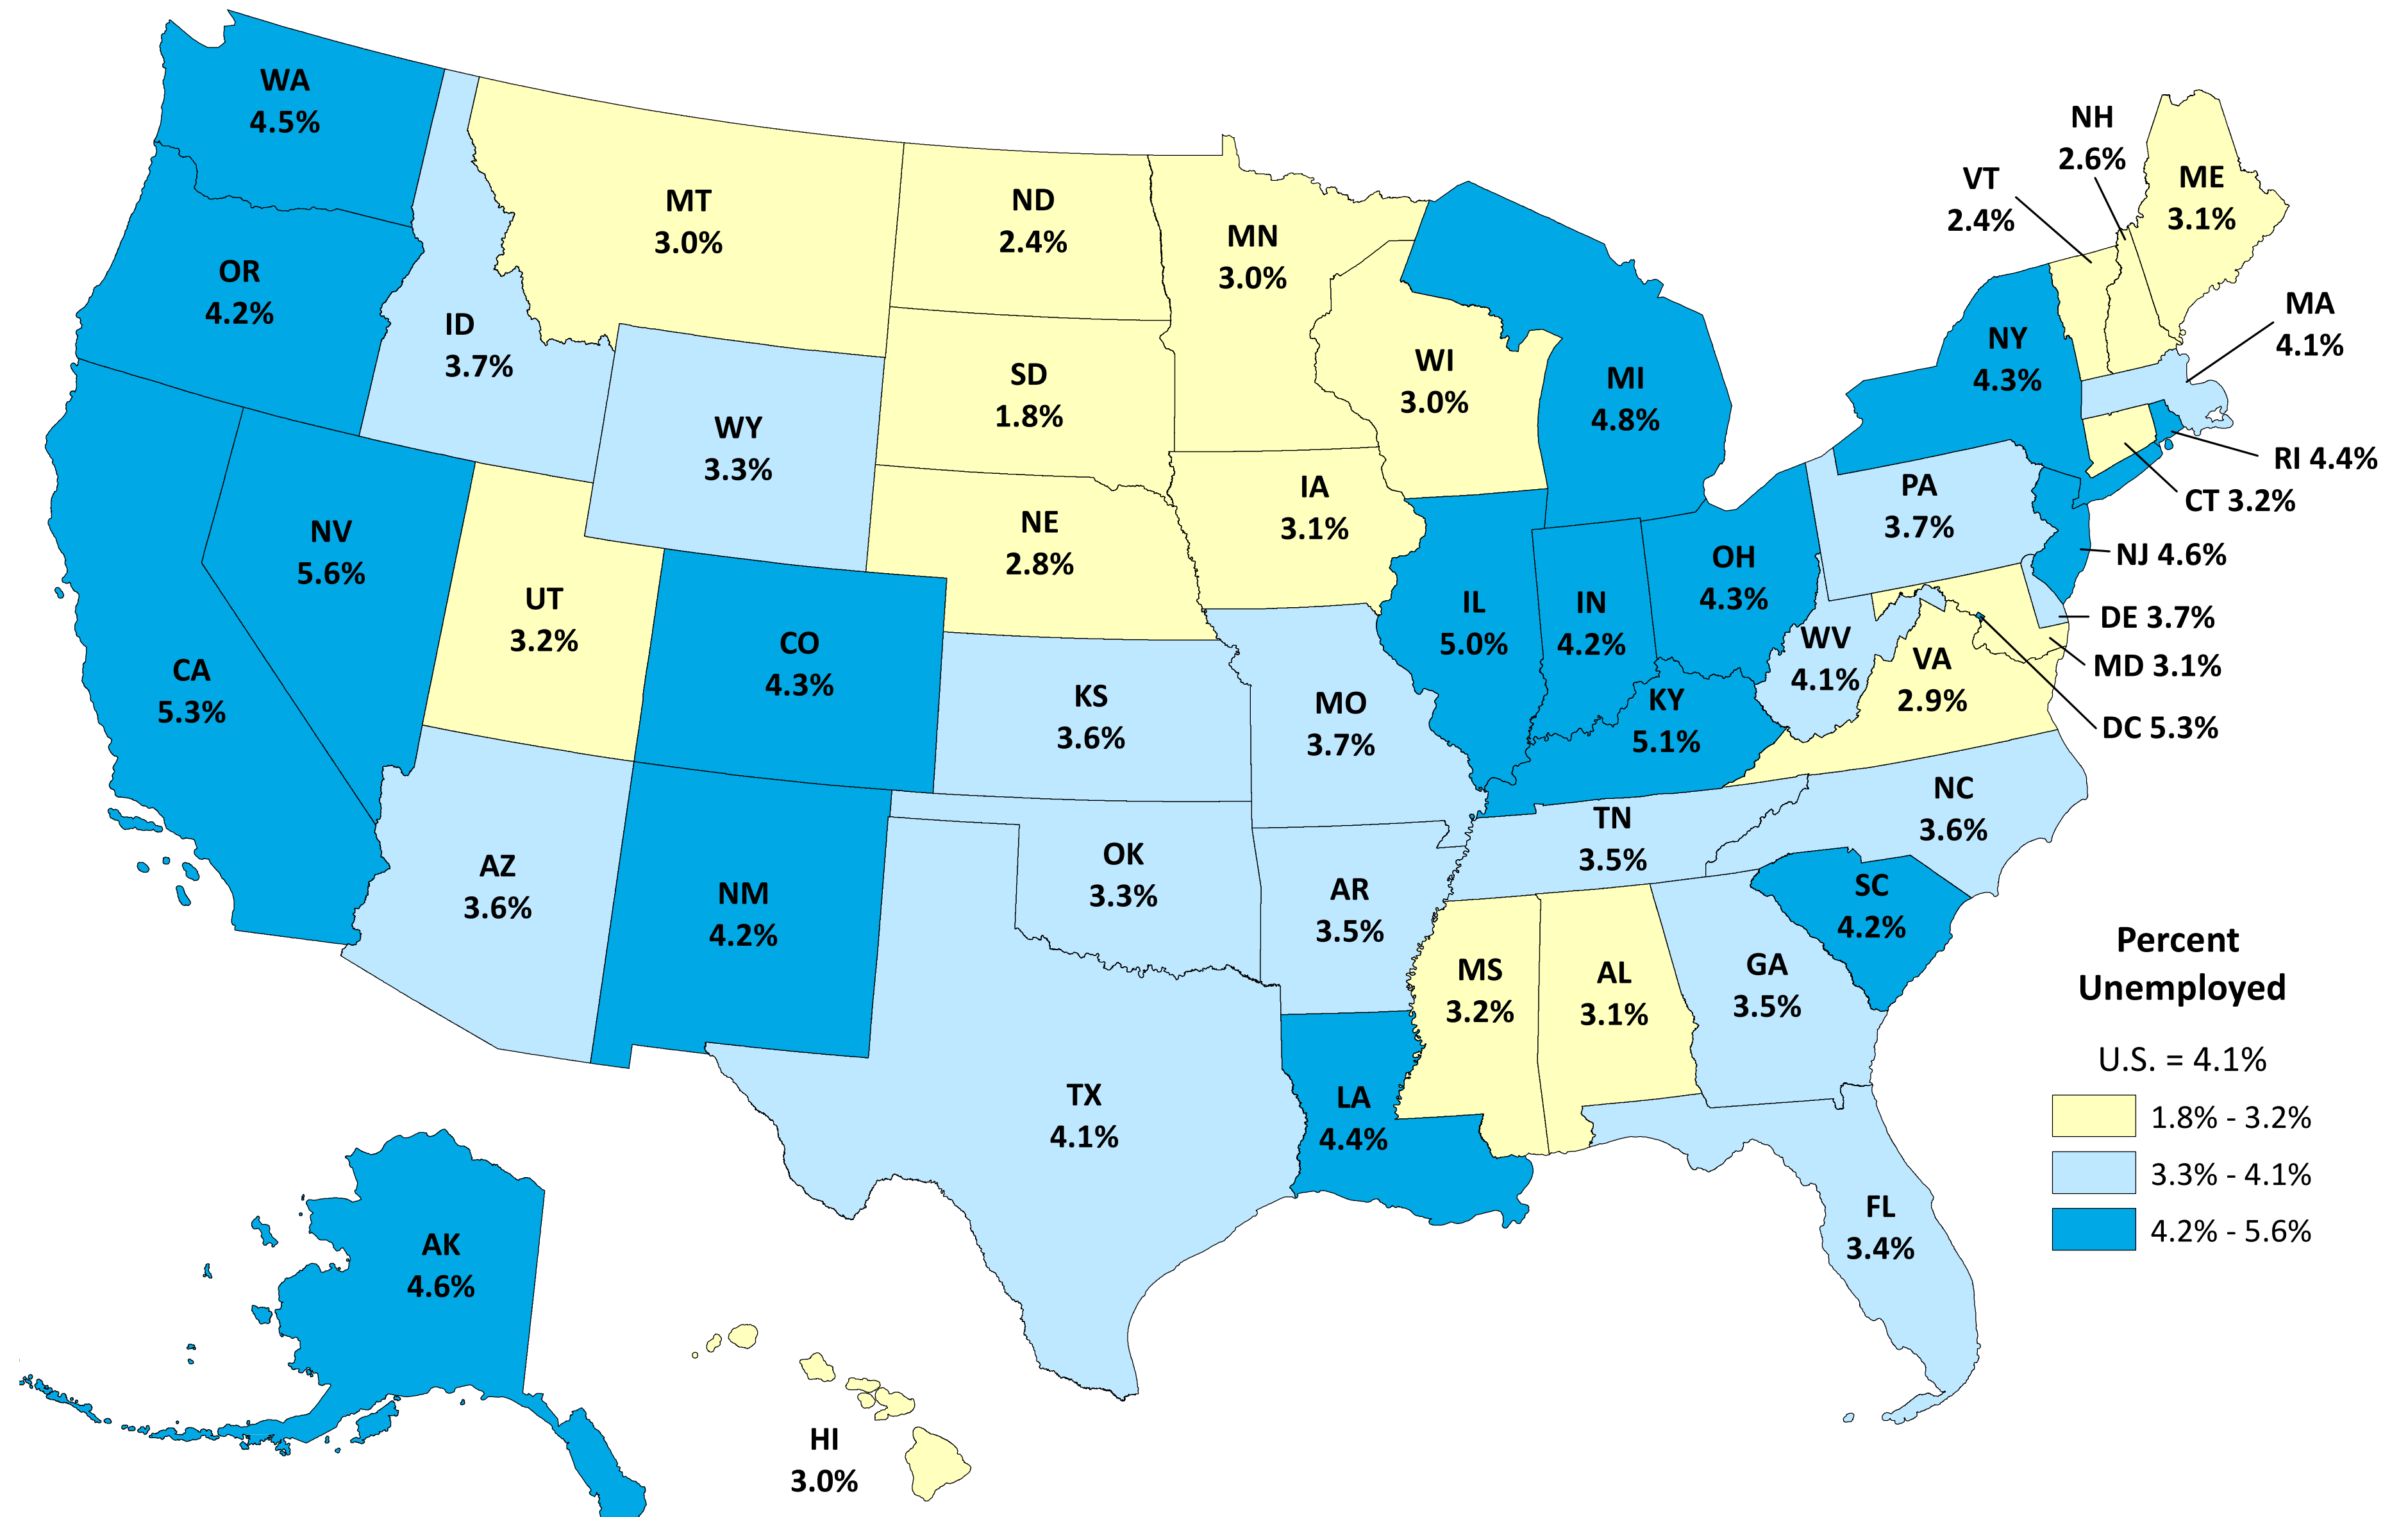 WA
4.5%
OR
4.2%
CA
5.3%
NV
5.6%
ID
3.7%
MT
3.0%
WY
3.3%
UT
3.2%
CO
4.3%
AZ
3.6%
NM
4.2%
ND
2.4%
SD
1.8%
NE
2.8%
KS
3.6%
OK
3.3%
TX
4.1%
MN
3.0%
IA
3.1%
MO
3.7%
AR
3.5%
LA
4.4%
WI
3.0%
IL
5.0%
MI
4.8%
IN
4.2%
OH
4.3%
KY
5.1%
TN
3.5%
MS
3.2%
AL
3.1%
GA
3.5%
FL
3.4%
SC
4.2%
NC
3.6%
VA
2.9%
WV
4.1%
PA
3.7%
NY
4.3%
VT
2.4%
NH
2.6%
ME
3.1%
MA
4.1%
RI 4.4%
CT 3.2%
NJ 4.6%
DE 3.7%
MD 3.1%
DC 5.3%
AK
4.6%
HI
3.0%
Percent
Unemployed
U.S. = 4.1%
1.8% - 3.2%
3.3% - 4.1%
4.2% - 5.6%